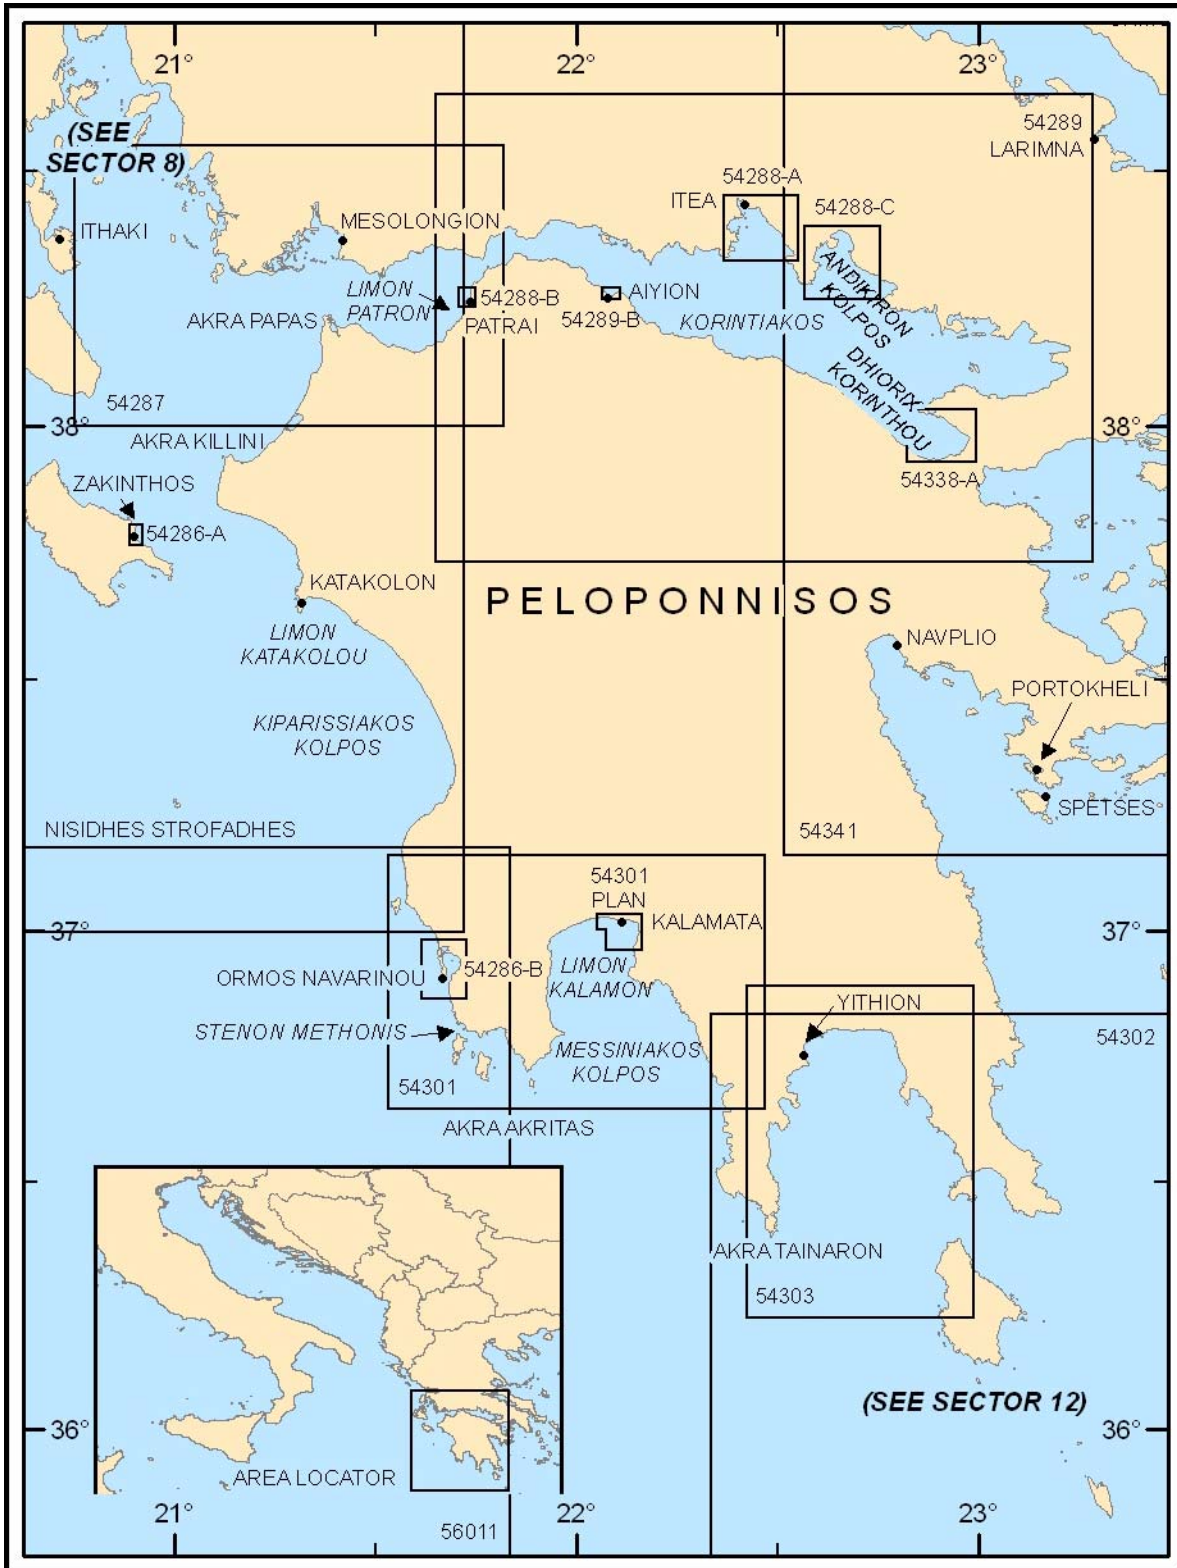 21°
22°
23°
(SEE
SECTOR 8)
54289
LARIMNA
54288-A
ITEA
54288-C
ITHAKI
MESOLONGION
LIMON
PATRON
54288-B
PATRAI
AIYION
54289-B
KORINTIAKOS
ANDIKIRON
KOLPOS
DHIORIX
KORINTHOU
AKRA PAPAS
54287
38°
38°
AKRA KILLINI
54338-A
ZAKINTHOS
54286-A
KATAKOLON
PELOPONNISOS
LIMON
KATAKOLOU
NAVPLIO
PORTOKHELI
KIPARISSIAKOS
KOLPOS
SPETSES
NISIDHES STROFADHES
54341
54301
PLAN
KALAMATA
37°
37°
ORMOS NAVARINOU
54286-B
LIMON
KALAMON
YITHION
STENON METHONIS
MESSINIAKOS
KOLPOS
54302
54301
AKRA AKRITAS
AKRA TAINARON
54303
(SEE SECTOR 12)
36°
36°
AREA LOCATOR
21°
22°
23°
56011